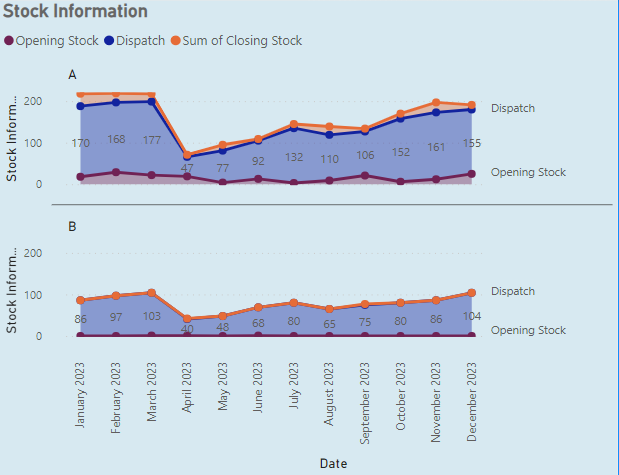 Stock Information
Opening Stock Dispatch Sum of Closing Stock
A
Stock Inform...
200
100
0
170 168 177 47 77 92 132 110 106 152 161 155
Dispatch
Opening Stock
B
Stock Inform...
200
100
0
86 97 103 40 48 68 80 65 75 80 86 104
Dispatch
Opening Stock
January 2023
February 2023
March 2023
April 2023
May 2023
June 2023
July 2023
August 2023
September 2023
October 2023
November 2023
December 2023
Date